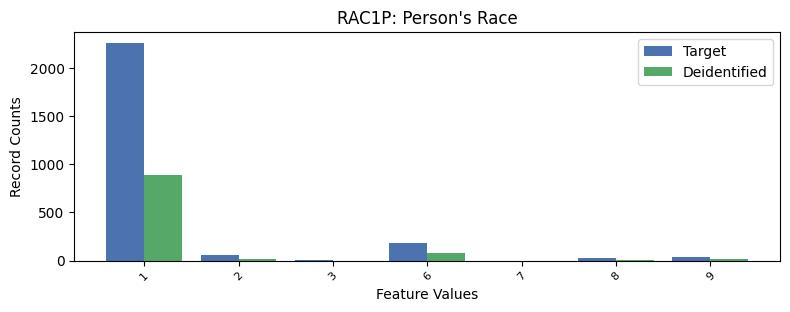 RAC1P: Person's Race
Target
Deidentified
Record Counts
2000
1500
1000
500
0
1 2 3 6 7 8 9
Feature Values